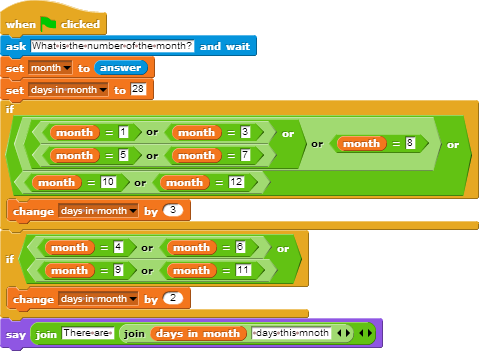 when clicked
ask What is the number of the month? and wait
set month to answer
set days in month to 28
if
month = 1 or month = 3 or
or month = 8 or
month = 5 or month = 7
month = 10 or month = 12
change days in month by 3
month = 4 or month = 6 or
if
month = 9 or month = 11
change days in month by 2
say join There are join days in month days this mnoth